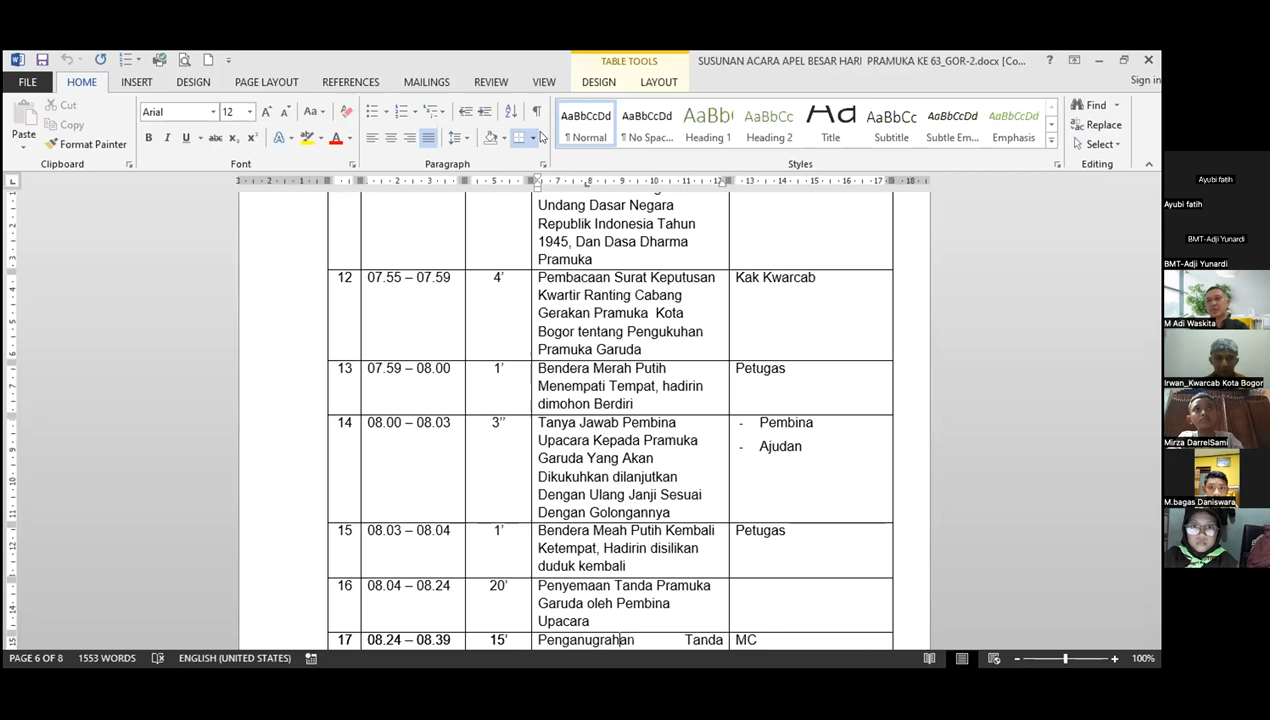 TABLE TOOLS
SUSUNAN ACARA APEL BESAR HARI PRAMUKA KE 63_GOR-2.docx [Co...
FILE HOME INSERT DESIGN PAGE LAYOUT REFERENCES MAILINGS REVIEW VIEW DESIGN LAYOUT Sign in
Cut
Copy
Format Painter
Paste
Clipboard
Arial 12
Font
Paragraph
AaBbCcDd AaBbCcDd AaBb( AaBbCc Ad AaBbCc AaBbCcDd AaBbCcDd
¶ Normal ¶ No Spac... Heading 1 Heading 2 Title Subtitle Subtle Em... Emphasis
Styles
Find
Replace
Select
Editing
Undang Dasar Negara
Republik Indonesia Tahun
1945, Dan Dasa Dharma
Pramuka
12 07.55 – 07.59 4’ Pembacaan Surat Keputusan Kak Kwarcab
Kwartir Ranting Cabang
Gerakan Pramuka Kota
Bogor tentang Pengukuhan
Pramuka Garuda
13 07.59 – 08.00 1’ Bendera Merah Putih Petugas
Menempati Tempat, hadirin
dimohon Berdiri
14 08.00 – 08.03 3’’ Tanya Jawab Pembina - Pembina
Upacara Kepada Pramuka - Ajudan
Garuda Yang Akan
Dikukuhkan dilanjutkan
Dengan Ulang Janji Sesuai
Dengan Golongannya
15 08.03 – 08.04 1’ Bendera Meah Putih Kembali Petugas
Ketempat, Hadirin disilikan
duduk kembali
16 08.04 – 08.24 20’ Penyemaan Tanda Pramuka
Garuda oleh Pembina
Upacara
17 08.24 – 08.39 15’ Penganugrahan Tanda MC
PAGE 6 OF 8 1553 WORDS ENGLISH (UNITED STATES) 100%
Ayubi fatih
Ayubi fatih
BMT-Adji Yunardi
BMT-Adji Yunardi
M Adi Waskita
Irwan_Kwarcab Kota Bogor
Mirza DarrelSami
M.bagas Daniswara